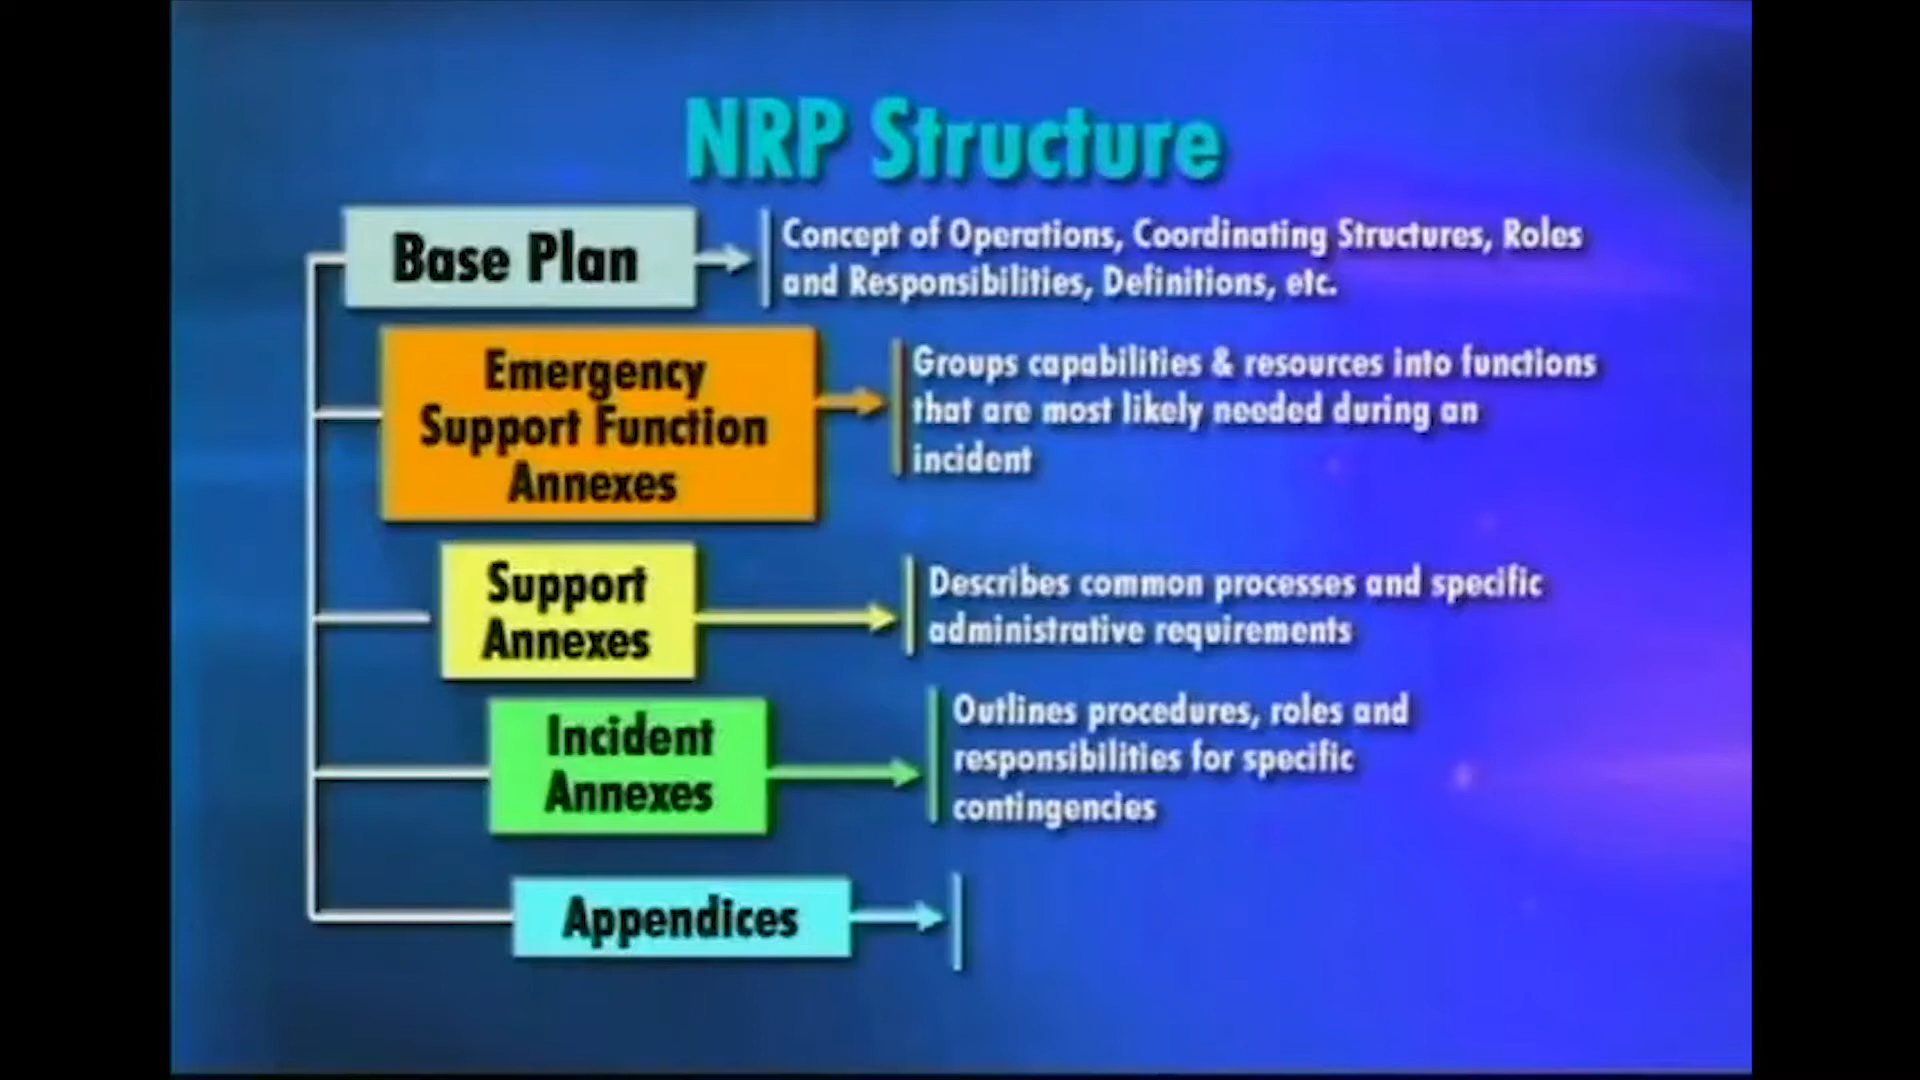 NRP Structure
Base Plan
Concept of Operations, Coordinating Structures, Roles
and Responsibilities, Definitions, etc.
Emergency
Support Function
Annexes
Groups capabilities & resources into functions
that are most likely needed during an
incident
Support
Annexes
Describes common processes and specific
administrative requirements
Incident
Annexes
Outlines procedures, roles and
responsibilities for specific
contingencies
Appendices